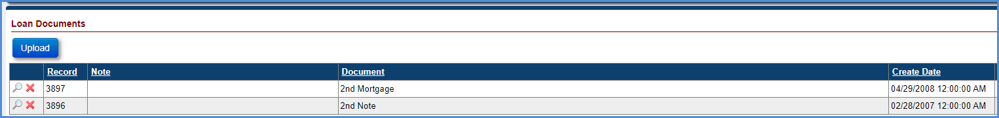 Loan Documents
Upload
Record Note Document Create Date
3897 2nd Mortgage 04/29/2008 12:00:00 AM
3896 2nd Note 02/28/2007 12:00:00 AM